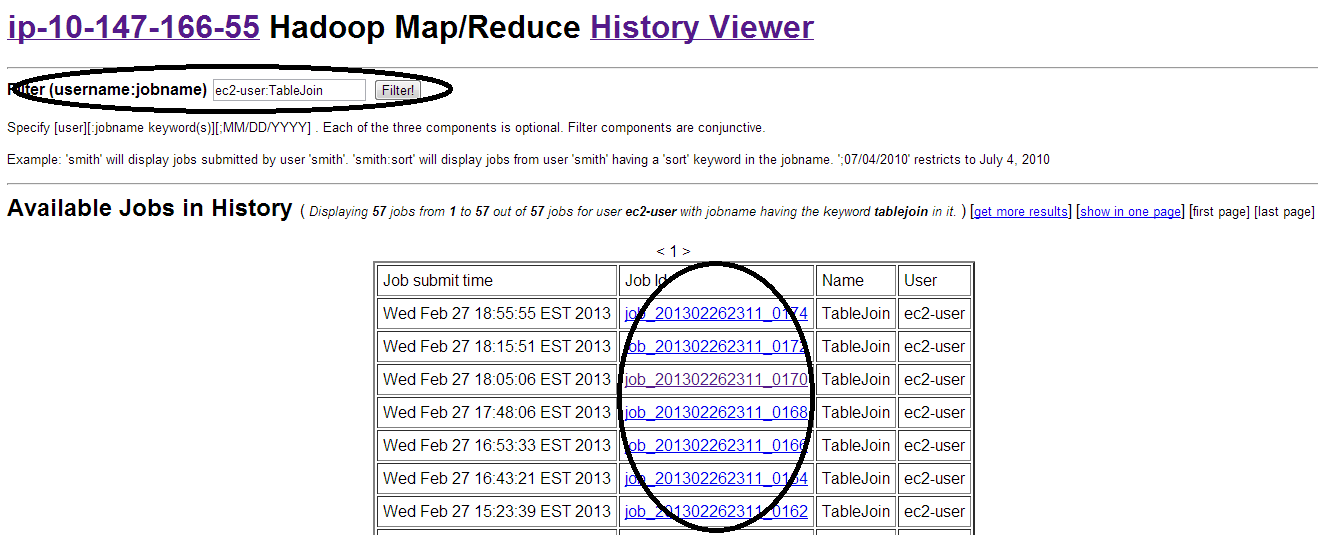 ip-10-147-166-55 Hadoop Map/Reduce History Viewer
Filter (username:jobname) ec2-user:TableJoin Filter!
Specify [user][:jobname keyword(s)][;MM/DD/YYYY] . Each of the three components is optional. Filter components are conjunctive.
Example: 'smith' will display jobs submitted by user 'smith'. 'smith:sort' will display jobs from user 'smith' having a 'sort' keyword in the jobname. ';07/04/2010' restricts to July 4, 2010
Available Jobs in History ( Displaying 57 jobs from 1 to 57 out of 57 jobs for user ec2-user with jobname having the keyword tablejoin in it. ) [get more results] [show in one page] [first page] [last page]
< 1 >
Job submit time Job Id Name User
Wed Feb 27 18:55:55 EST 2013 job_201302262311_0174 TableJoin ec2-user
Wed Feb 27 18:15:51 EST 2013 job_201302262311_0172 TableJoin ec2-user
Wed Feb 27 18:05:06 EST 2013 job_201302262311_0170 TableJoin ec2-user
Wed Feb 27 17:48:06 EST 2013 job_201302262311_0168 TableJoin ec2-user
Wed Feb 27 16:53:33 EST 2013 job_201302262311_0166 TableJoin ec2-user
Wed Feb 27 16:43:21 EST 2013 job_201302262311_0164 TableJoin ec2-user
Wed Feb 27 15:23:39 EST 2013 job_201302262311_0162 TableJoin ec2-user